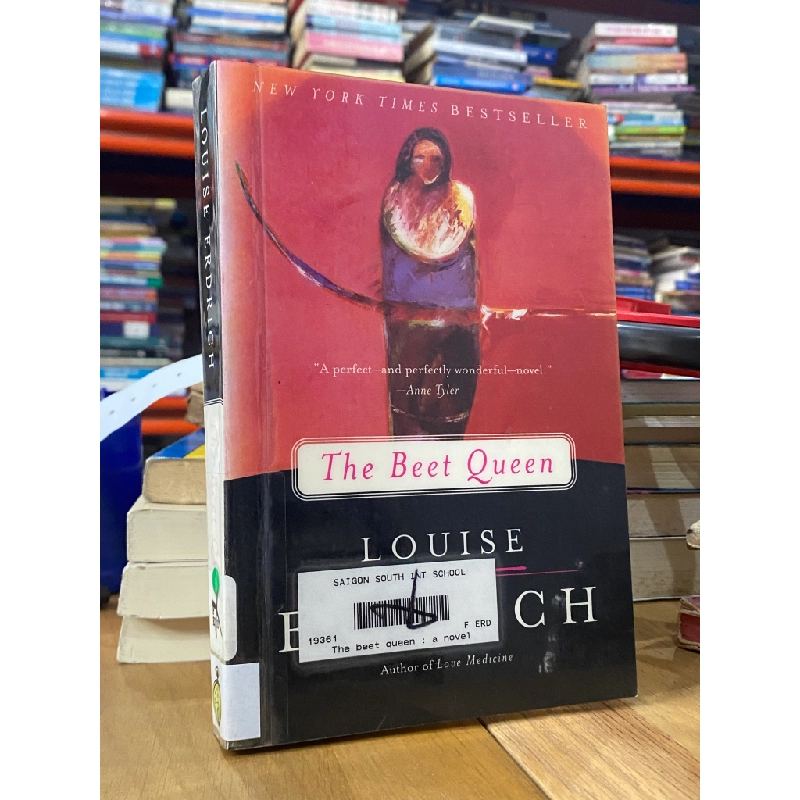 NEW YORK TIMES BESTSELLER
LOUISE ERDRICH
"A perfect—and perfectly wonderful—novel."
—Anne Tyler
The Beet Queen
LOUISE
E CH
SAIGON SOUTH INT SCHOOL
19361
F ERD
The beet queen : a novel
Author of Love Medicine